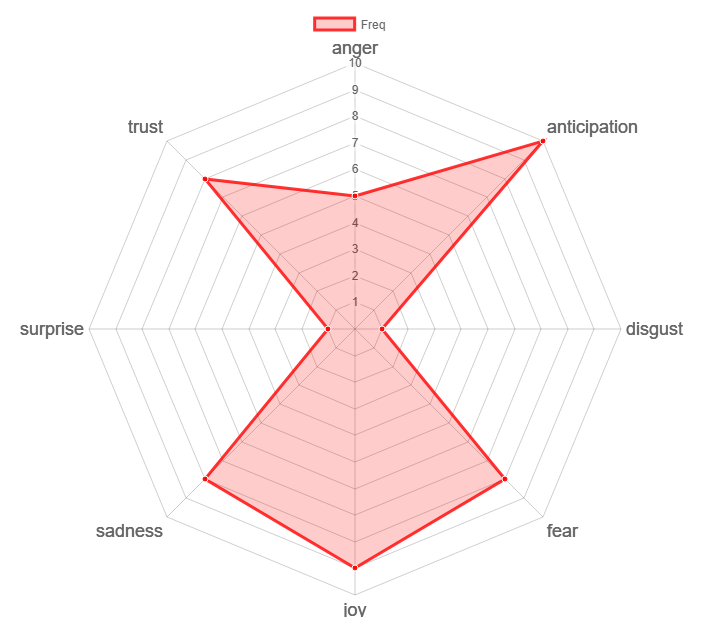 Freq
anger
10
9
trust
anticipation
8
7
6
5
4
3
2
1
surprise
disgust
sadness
fear
joy